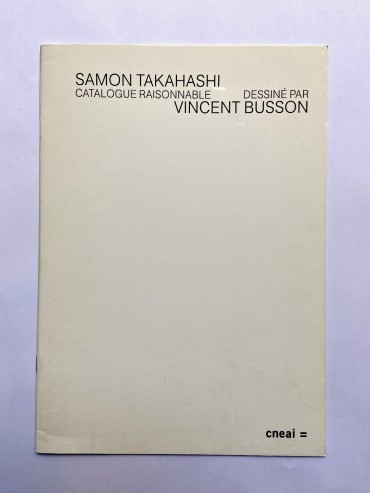 SAMON TAKAHASHI
CATALOGUE RAISONNABLE DESSINÉ PAR
VINCENT BUSSON
cneai =